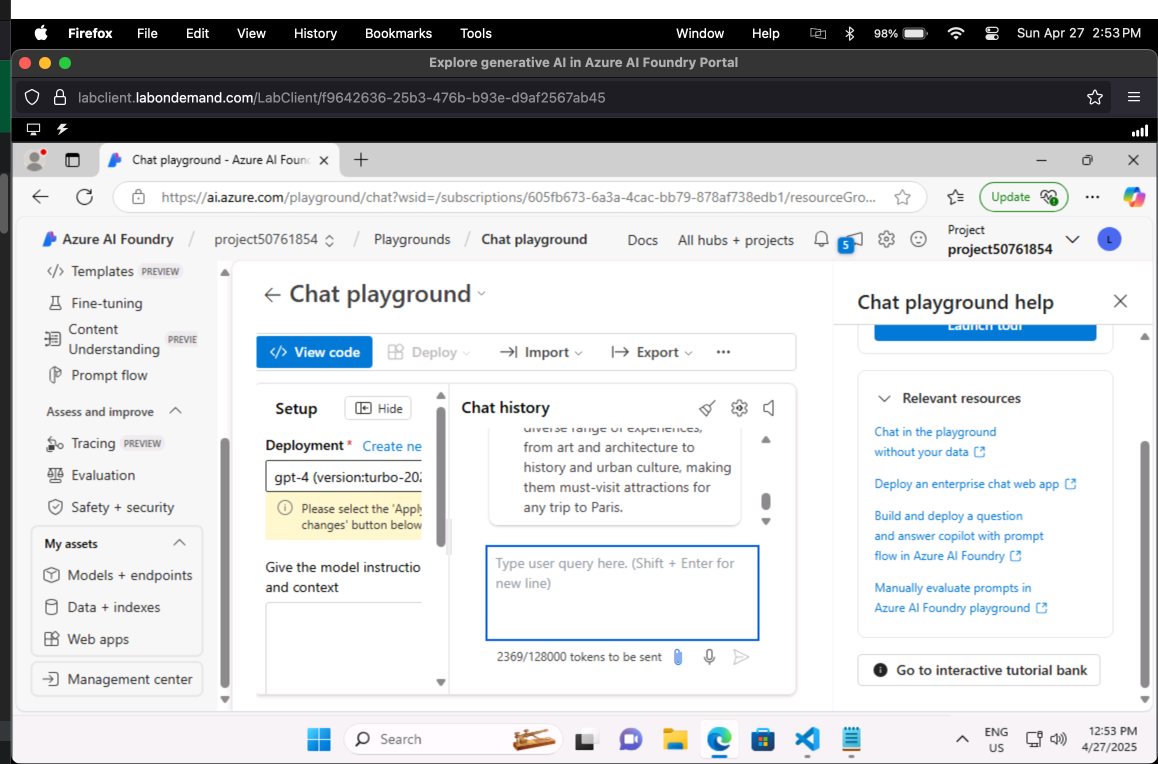 Firefox File Edit View History Bookmarks Tools Window Help 98% Sun Apr 27 2:53 PM
Explore generative AI in Azure AI Foundry Portal
labclient.labondemand.com/LabClient/f9642636-25b3-476b-b93e-d9af2567ab45
Chat playground - Azure AI Foun
https://ai.azure.com/playground/chat?wsid=/subscriptions/605fb673-6a3a-4cac-bb79-878af738edb1/resourceGro...
Update
Azure AI Foundry / project50761854 / Playgrounds / Chat playground
Docs All hubs + projects 5
Project
project50761854
L
Templates PREVIEW
Fine-tuning
Content
Understanding PREVIE
Prompt flow
Assess and improve
Tracing PREVIEW
Evaluation
Safety + security
My assets
Models + endpoints
Data + indexes
Web apps
Management center
Chat playground
View code Deploy Import Export ...
Setup Hide
Deployment * Create ne
gpt-4 (version:turbo-202
Please select the 'Apply
changes' button below
Give the model instructio
and context
Chat history
diverse range of experiences,
from art and architecture to
history and urban culture, making
them must-visit attractions for
any trip to Paris.
Type user query here. (Shift + Enter for
new line)
2369/128000 tokens to be sent
Chat playground help
Launch tour
Relevant resources
Chat in the playground
without your data
Deploy an enterprise chat web app
Build and deploy a question
and answer copilot with prompt
flow in Azure AI Foundry
Manually evaluate prompts in
Azure AI Foundry playground
Go to interactive tutorial bank
Search
ENG
US
12:53 PM
4/27/2025